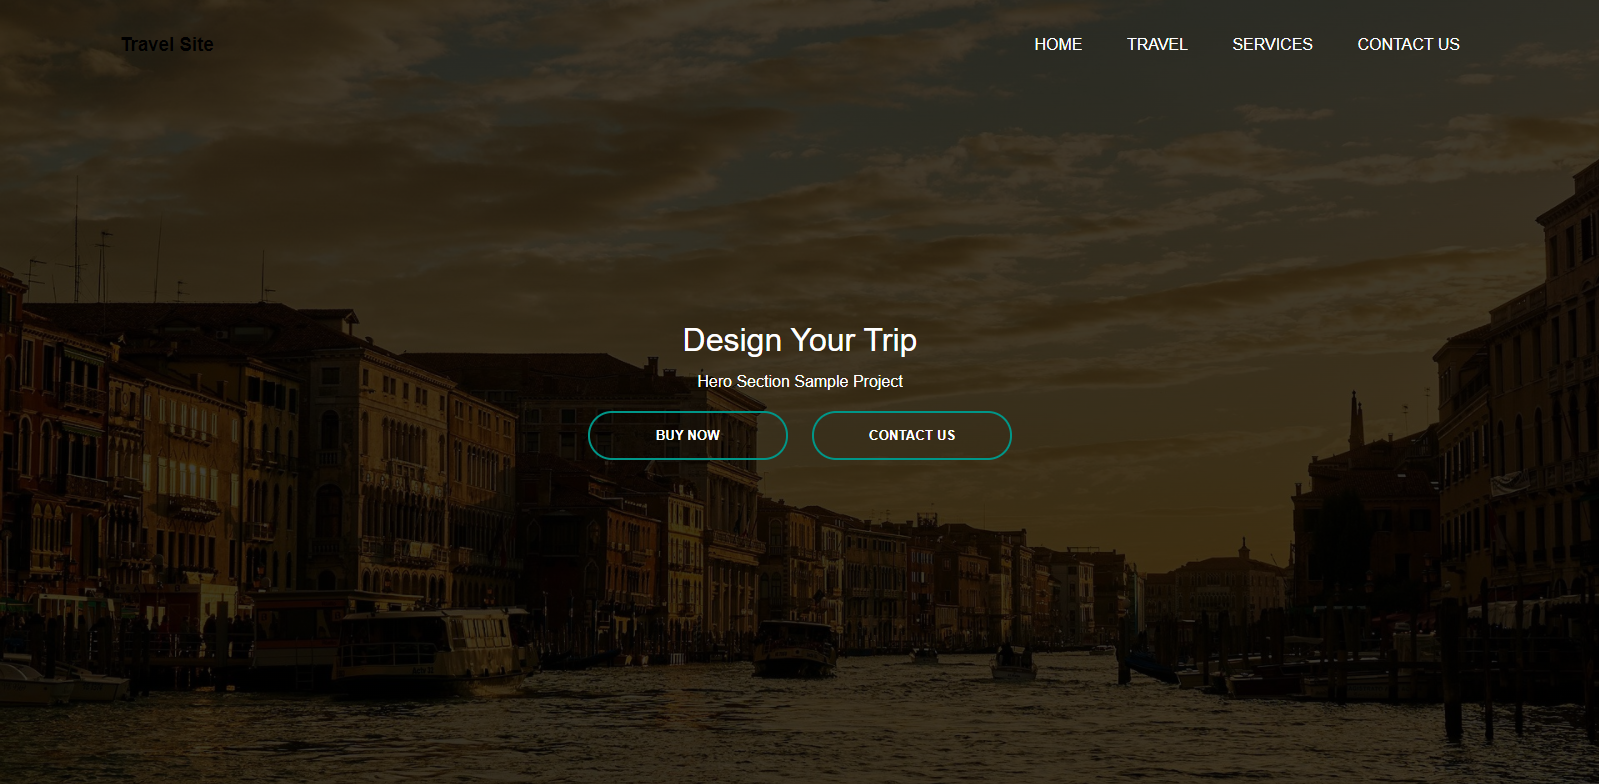 Travel Site
HOME TRAVEL SERVICES CONTACT US
Design Your Trip
Hero Section Sample Project
BUY NOW CONTACT US